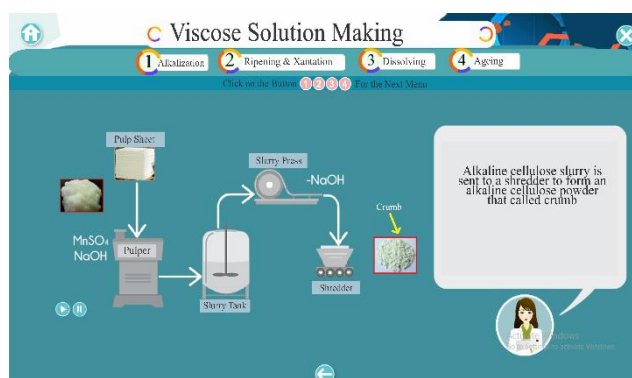 Viscose Solution Making
1 Alkalization
2 Ripening & Xantation
3 Dissolving
4 Ageing
Click on the Button 1 2 3 4 For the Next Menu
Pulp Sheet
Slurry Press
-NaOH
Crumb
MnSO4
NaOH
Pulper
Slurry Tank
Shredder
Alkaline cellulose slurry is
sent to a shredder to form an
alkaline cellulose powder
that called crumb